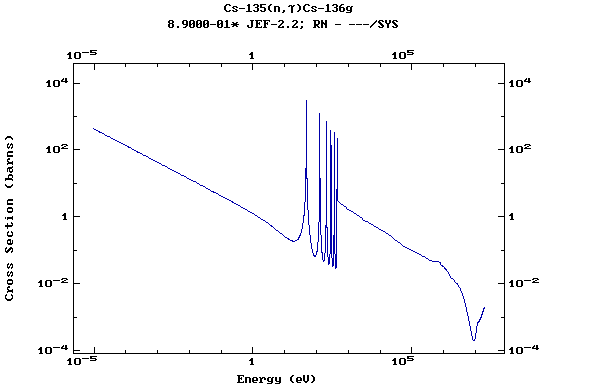 Cs-135(n,γ)Cs-136g
8.9000-01* JEF-2.2; RN - ---/SYS
10⁻⁵ 1 10⁵
10⁴ 10⁴
10² 10²
1 1
10⁻² 10⁻²
10⁻⁴ 10⁻⁴
10⁻⁵ 1 10⁵
Energy (eV)
Cross Section (barns)